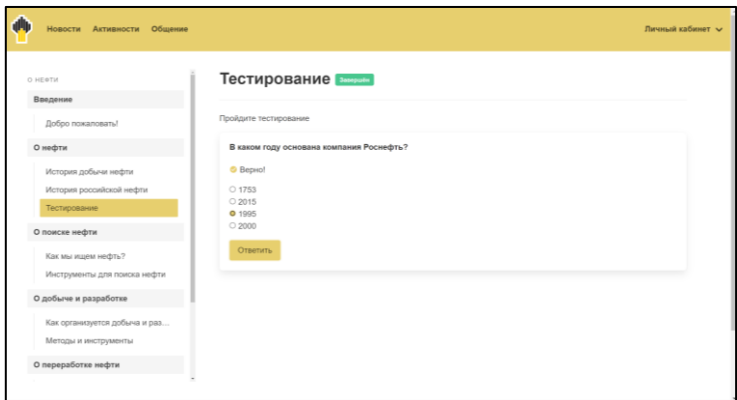 Новости Активности Общение Личный кабинет
О НЕФТИ
Введение
Добро пожаловать!
О нефти
История добычи нефти
История российской нефти
Тестирование
О поиске нефти
Как мы ищем нефть?
Инструменты для поиска нефти
О добыче и разработке
Как организуется добыча и раз...
Методы и инструменты
О переработке нефти
Тестирование Завершён
Пройдите тестирование
В каком году основана компания Роснефть?
Верно!
1753
2015
1995
2000
Ответить